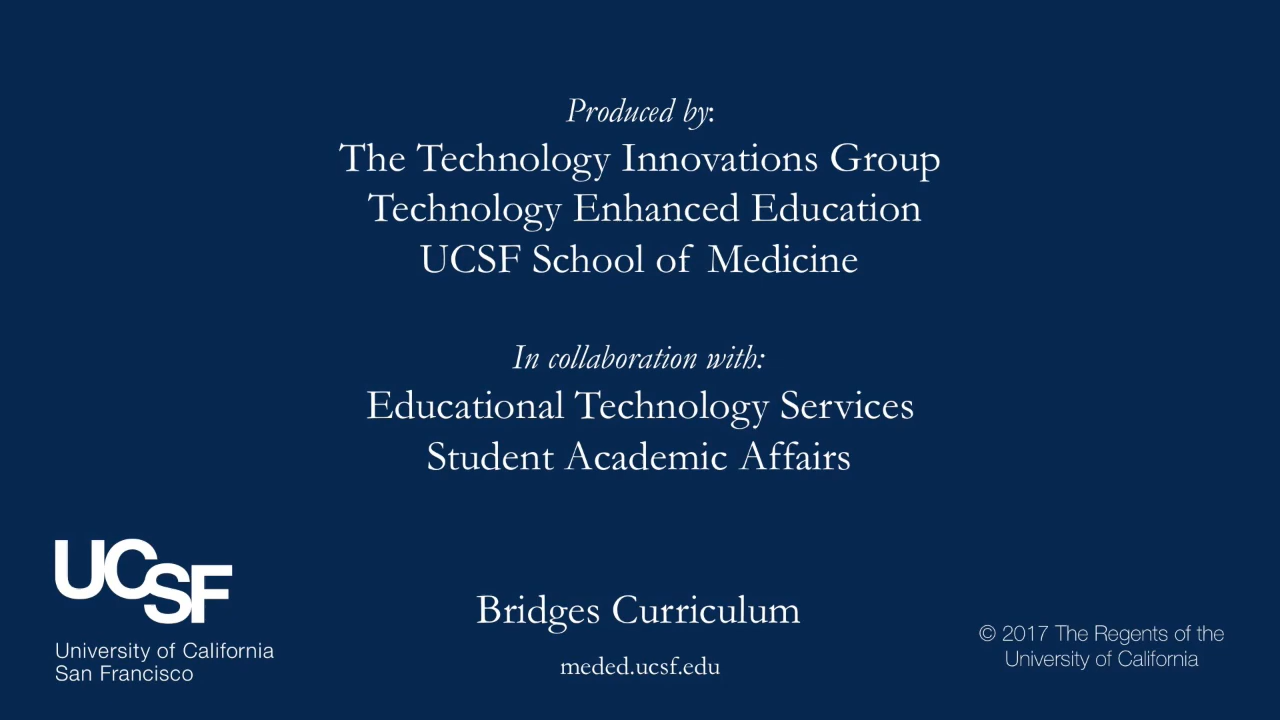 Produced by:
The Technology Innovations Group
Technology Enhanced Education
UCSF School of Medicine
In collaboration with:
Educational Technology Services
Student Academic Affairs
UCSF
University of California
San Francisco
Bridges Curriculum
meded.ucsf.edu
© 2017 The Regents of the
University of California